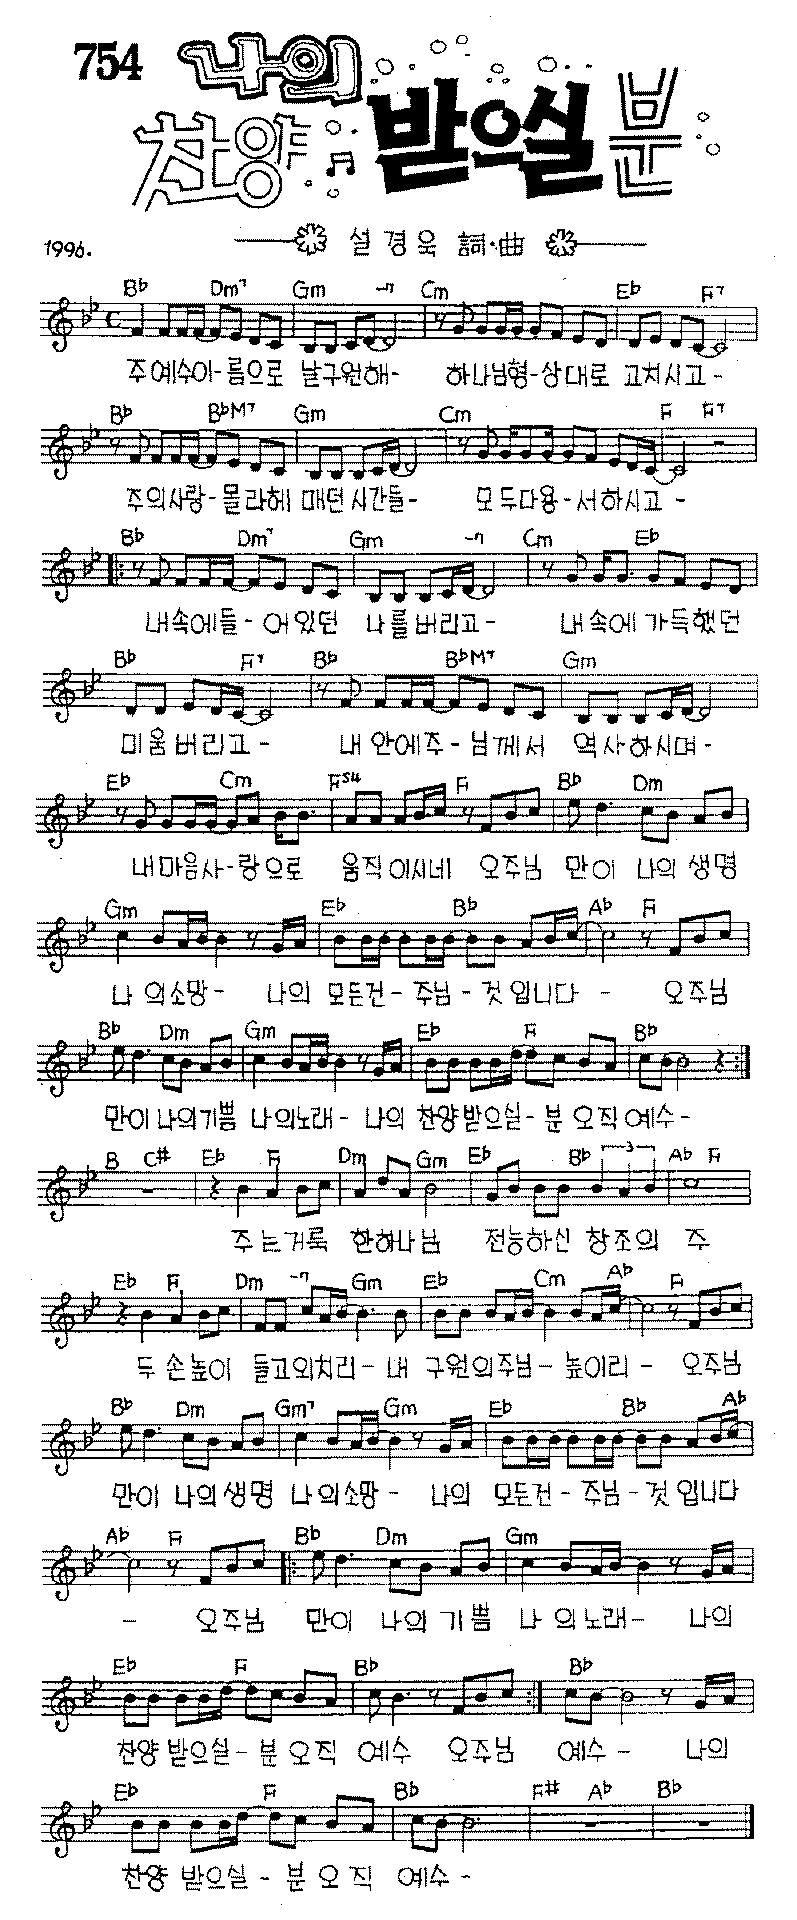 754 나의
찬양 받으실 분
1996. 설경욱 詞·曲
Bb Dm7 Gm -7 Cm Eb F7
주예수이-름으로 날구원해- 하나님형-상대로 고치시고-
Bb BbM7 Gm Cm F F7
주의사랑-몰라헤 매던시간들- 모두다용-서하시고-
Bb Dm7 Gm -7 Cm Eb
내속에들-어있던 나를버리고- 내속에가득했던
Bb F7 Bb BbM7 Gm
미움버리고- 내안에주-님께서 역사하시며-
Eb Cm Fsu4 F Bb Dm
내마음사-랑으로 움직이시네 오주님 만이 나의 생명
Gm Eb Bb Ab F
나의소망- 나의 모든건-주님-것입니다- 오주님
Bb Dm Gm Eb F Bb
만이나의기쁨 나의노래- 나의 찬양받으실-분오직예수-
B C# Eb F Dm Gm Eb Bb 3 Ab F
주는거룩 한하나님 전능하신 창조의 주
Eb F Dm -7 Gm Eb Cm Ab F
두손높이 들고외치리-내 구원의주님-높이리- 오주님
Bb Dm Gm7 Gm Eb Bb Ab
만이 나의생명 나의소망- 나의 모든건-주님-것입니다
Ab F Bb Dm Gm
- 오주님 만이 나의기쁨 나의노래- 나의
Eb F Bb Bb
찬양받으실-분오직 예수 오주님 예수- 나의
Eb F Bb F# Ab Bb
찬양 받으실-분오직 예수-